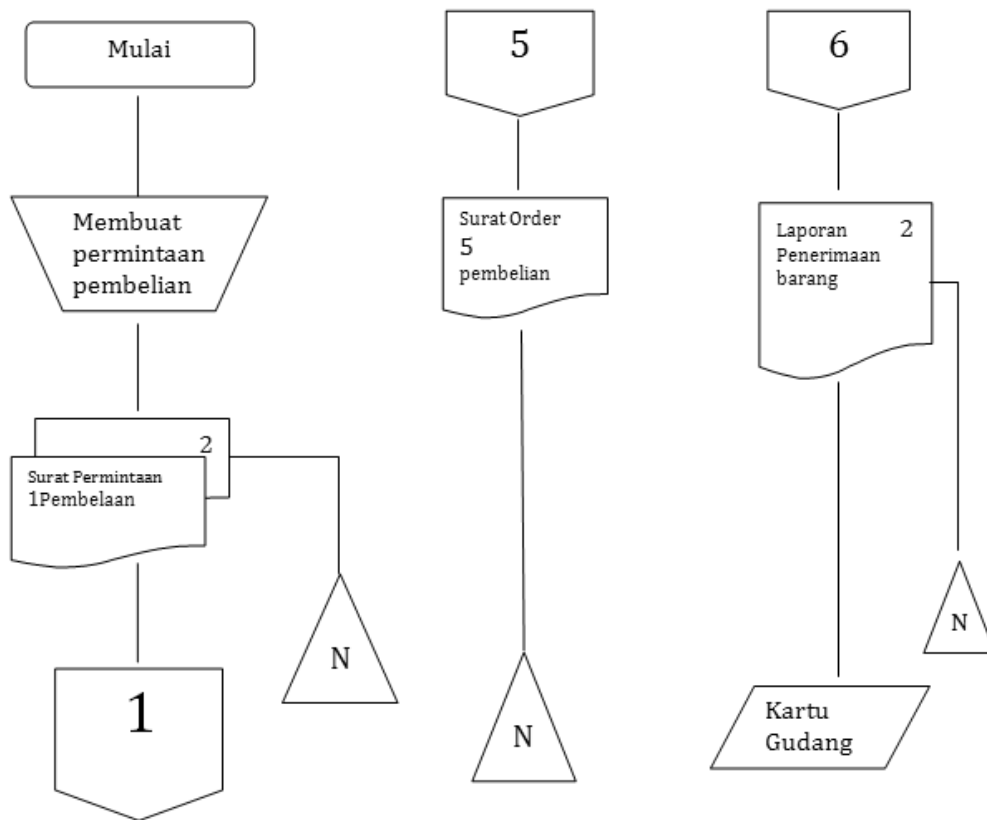 Mulai
Membuat
permintaan
pembelian
2
Surat Permintaan
1Pembelaan
N
1
5
Surat Order
5
pembelian
N
6
Laporan 2
Penerimaan
barang
N
Kartu
Gudang